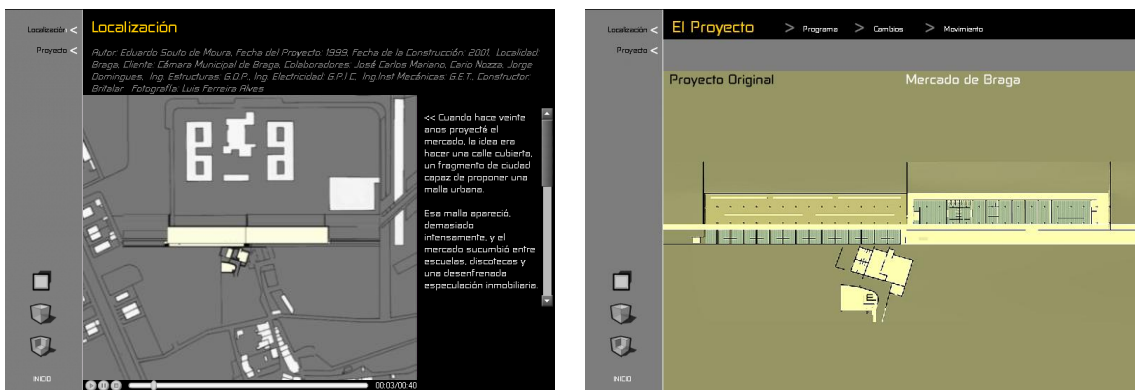 Localización <
Proyecto <
INICIO
Localización
Autor: Eduardo Souto de Moura, Fecha del Proyecto: 1999, Fecha de la Construcción: 2001, Localidad:
Braga, Cliente: Câmara Municipal de Braga, Colaboradores: José Carlos Mariano, Cario Nozza, Jorge
Domingues, Ing. Estructuras: G.O.P., Ing. Electricidad: G.P.I.C, Ing.Inst Mecánicas: G.E.T., Constructor:
Britalar Fotografía: Luis Ferreira Alves
<< Cuando hace veinte
anos proyecté el
mercado, la idea era
hacer una calle cubierta,
un fragmento de ciudad
capaz de proponer una
malla urbana.
Esa malla apareció,
demasiado
intensamente, y el
mercado sucumbió entre
escuelas, discotecas y
una desenfrenada
especulación inmobiliaria.
00:03/00:40
Localización <
Proyecto <
INICIO
El Proyecto > Programa > Cambios > Movimiento
Proyecto Original Mercado de Braga